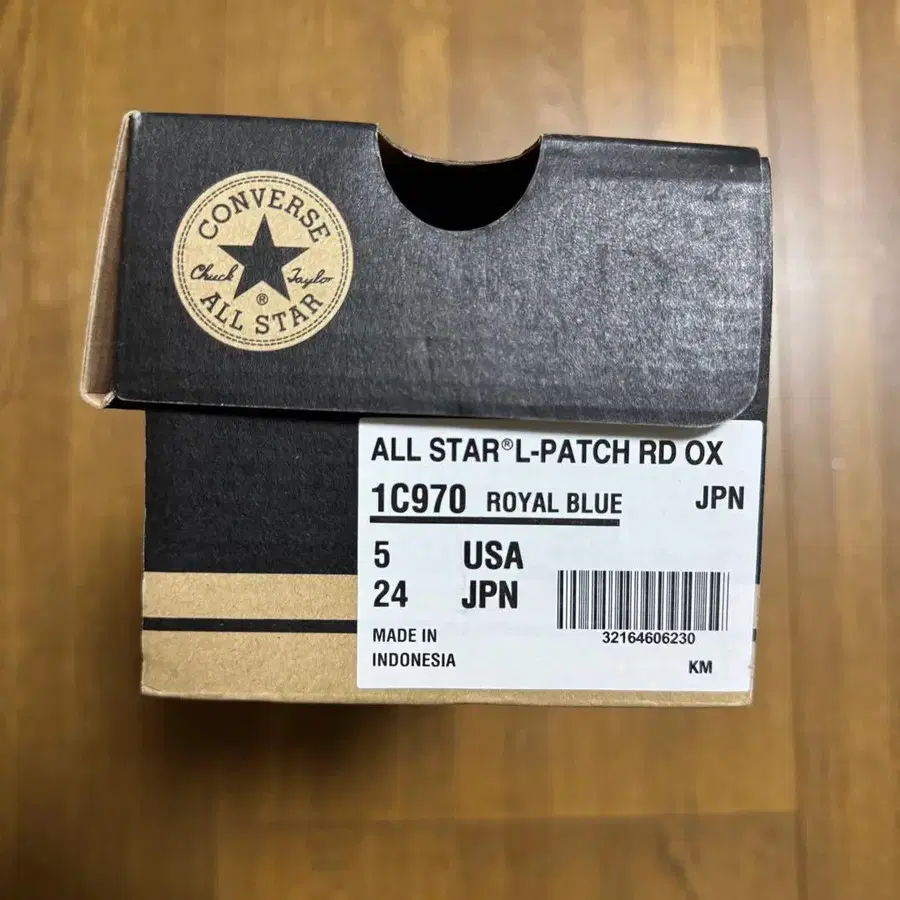 CONVERSE
Chuck Taylor
®
ALL STAR
ALL STAR® L-PATCH RD OX
1C970 ROYAL BLUE JPN
5 USA
24 JPN
MADE IN
INDONESIA
32164606230
KM